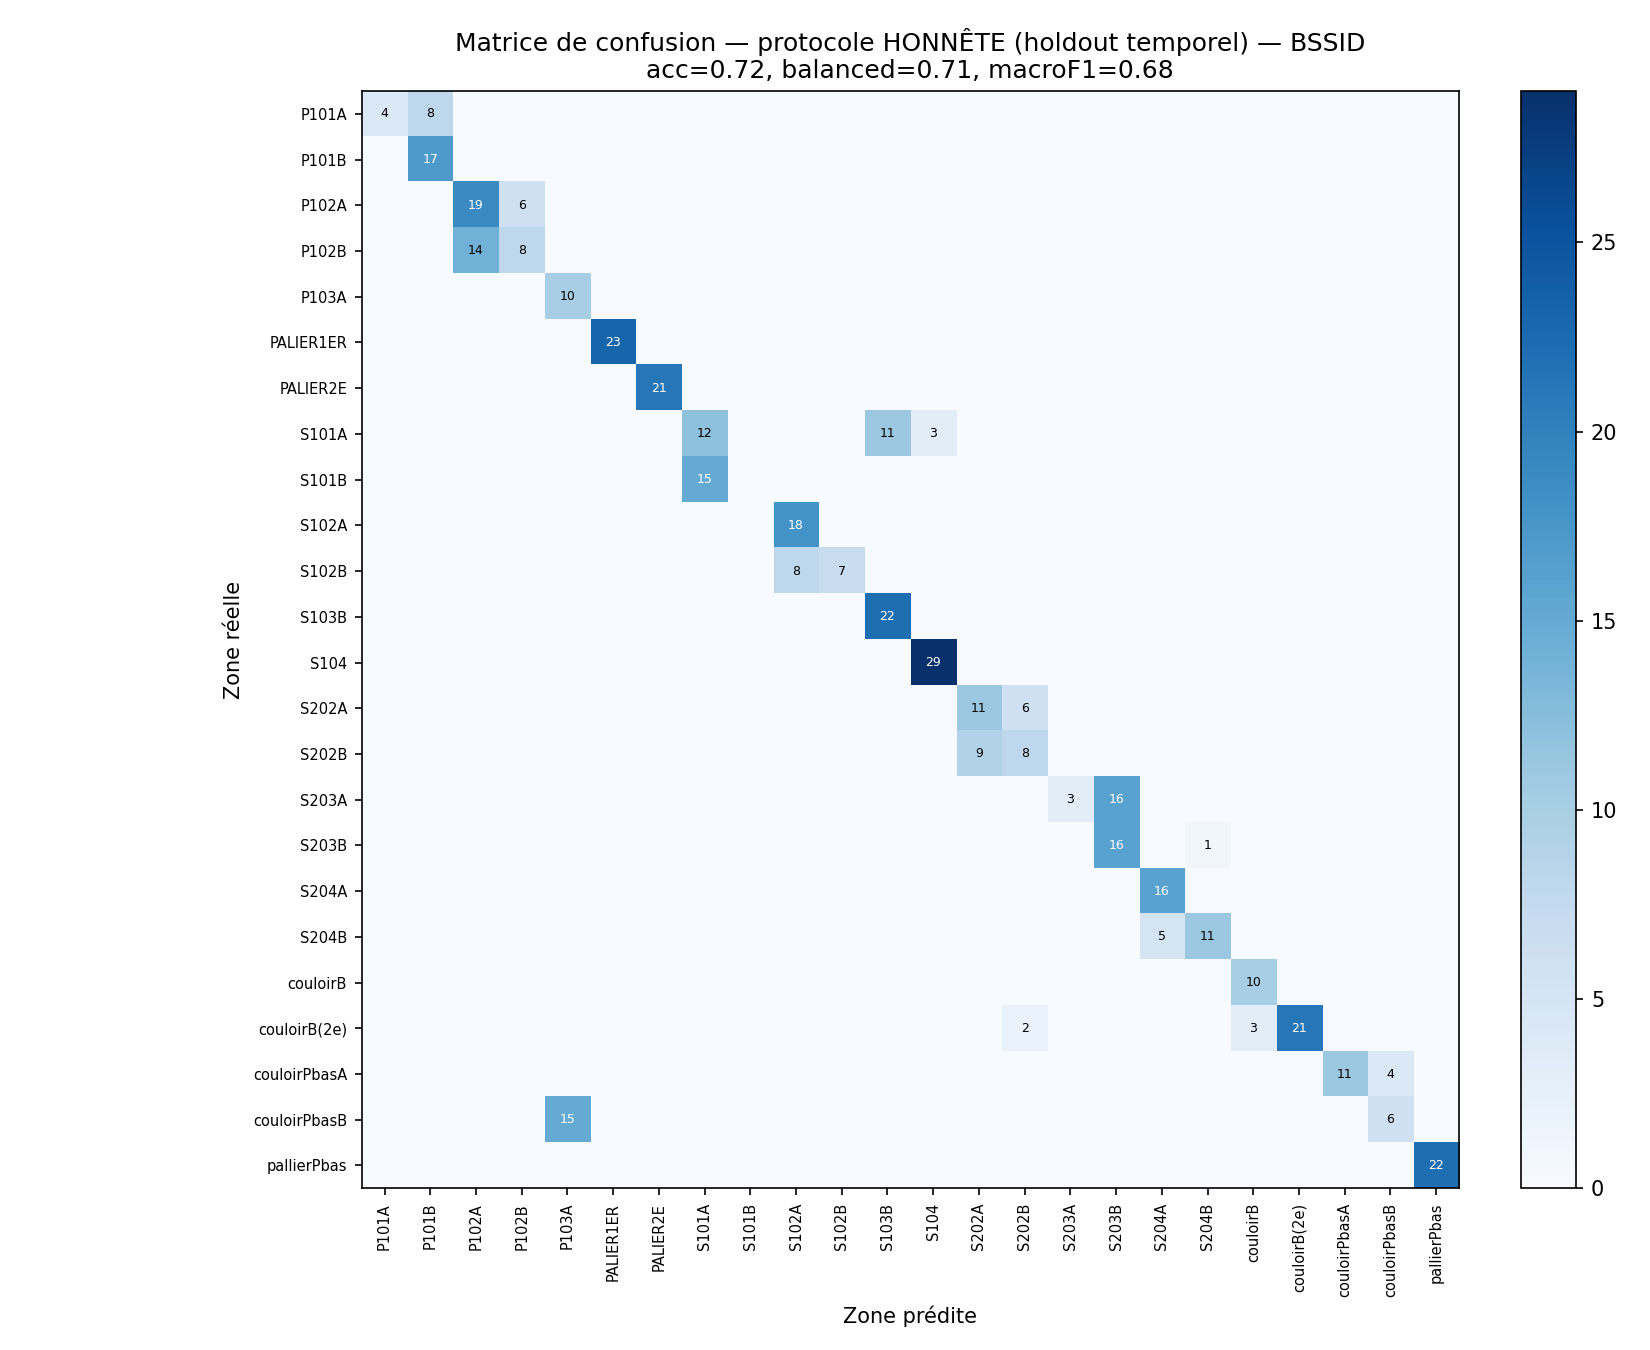 Matrice de confusion — protocole HONNÊTE (holdout temporel) — BSSID
acc=0.72, balanced=0.71, macroF1=0.68
P101A 4 8
P101B 17
P102A 19 6
25
P102B 14 8
P103A 10
PALIER1ER 23
PALIER2E 21
S101A 12 11 3
20
S101B 15
S102A 18
S102B 8 7
S103B 22
15
Zone réelle
S104 29
S202A 11 6
S202B 9 8
S203A 3 16
10
S203B 16 1
S204A 16
S204B 5 11
couloirB 10
5
couloirB(2e) 2 3 21
couloirPbasA 11 4
couloirPbasB 15 6
pallierPbas 22
0
P101A
P101B
P102A
P102B
P103A
PALIER1ER
PALIER2E
S101A
S101B
S102A
S102B
S103B
S104
S202A
S202B
S203A
S203B
S204A
S204B
couloirB
couloirB(2e)
couloirPbasA
couloirPbasB
pallierPbas
Zone prédite